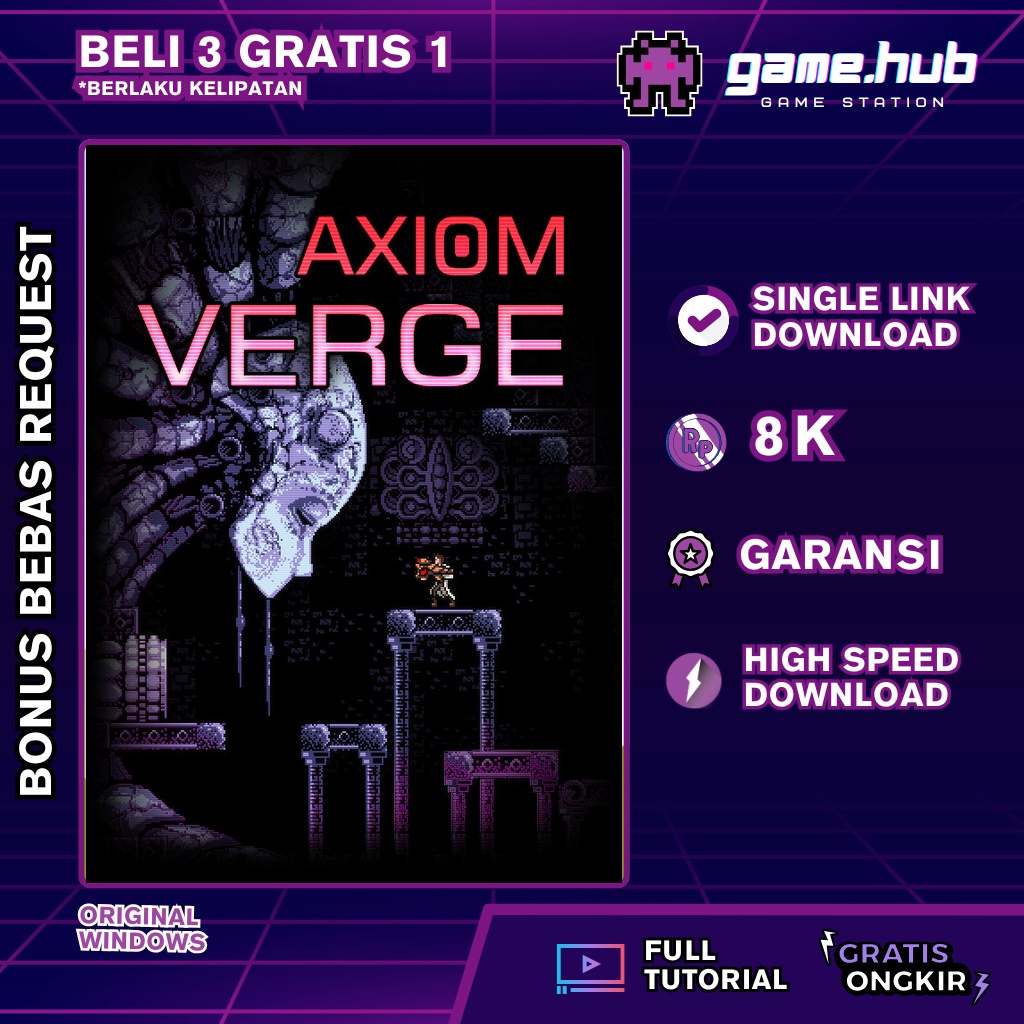 BELI 3 GRATIS 1
*BERLAKU KELIPATAN
game.hub
GAME STATION
BONUS BEBAS REQUEST
AXIOM
VERGE
SINGLE LINK
DOWNLOAD
Rp
8K
GARANSI
HIGH SPEED
DOWNLOAD
ORIGINAL
WINDOWS
FULL
TUTORIAL
GRATIS
ONGKIR